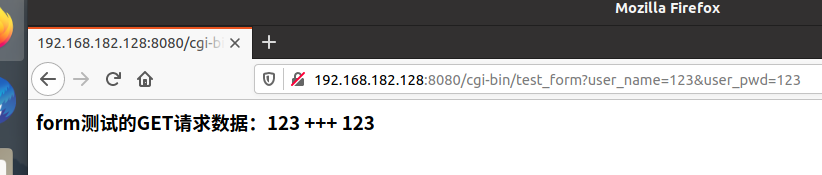 Mozilla Firefox
192.168.182.128:8080/cgi-b
192.168.182.128:8080/cgi-bin/test_form?user_name=123&user_pwd=123
form测试的GET请求数据：123 +++ 123